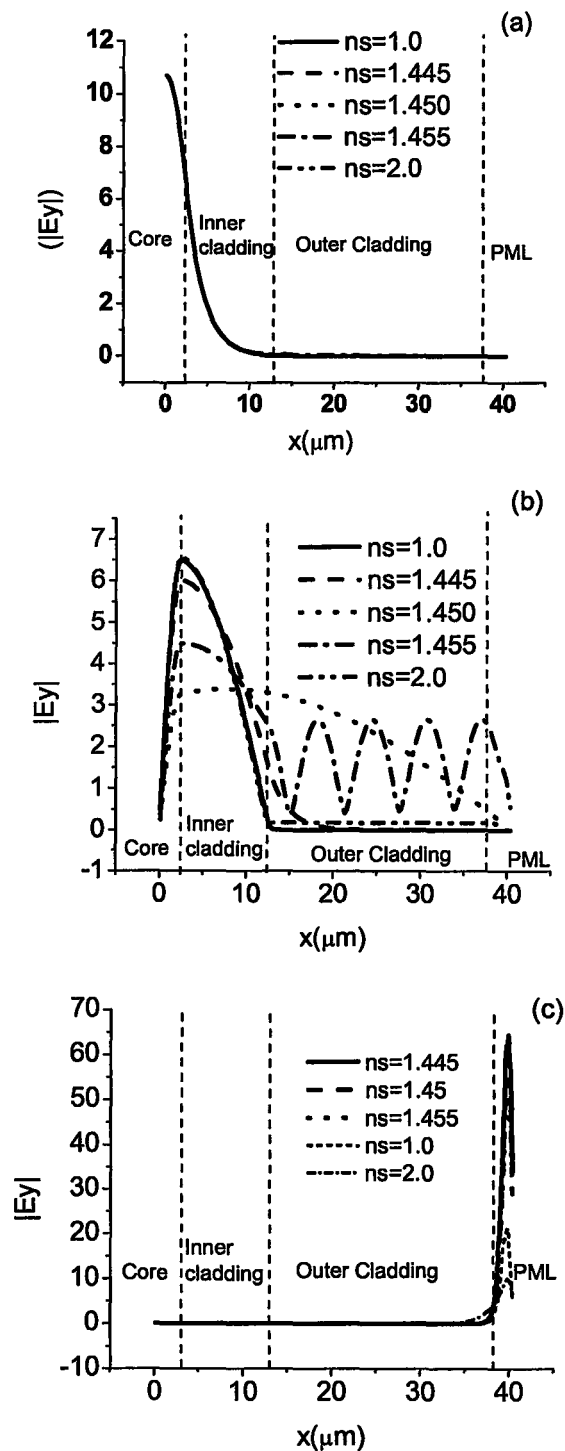 (a)
12
10
8
6
4
2
0
(|Ey|)
ns=1.0
ns=1.445
ns=1.450
ns=1.455
ns=2.0
Core
Inner
cladding
Outer Cladding
PML
0 10 20 30 40
x(μm)
(b)
7
6
5
4
3
2
1
0
-1
|Ey|
ns=1.0
ns=1.445
ns=1.450
ns=1.455
ns=2.0
Core
Inner
cladding
Outer Cladding
PML
0 10 20 30 40
x(μm)
(c)
70
60
50
40
30
20
10
0
-10
|Ey|
ns=1.445
ns=1.45
ns=1.455
ns=1.0
ns=2.0
Core
Inner
cladding
Outer Cladding
PML
0 10 20 30 40
x(μm)